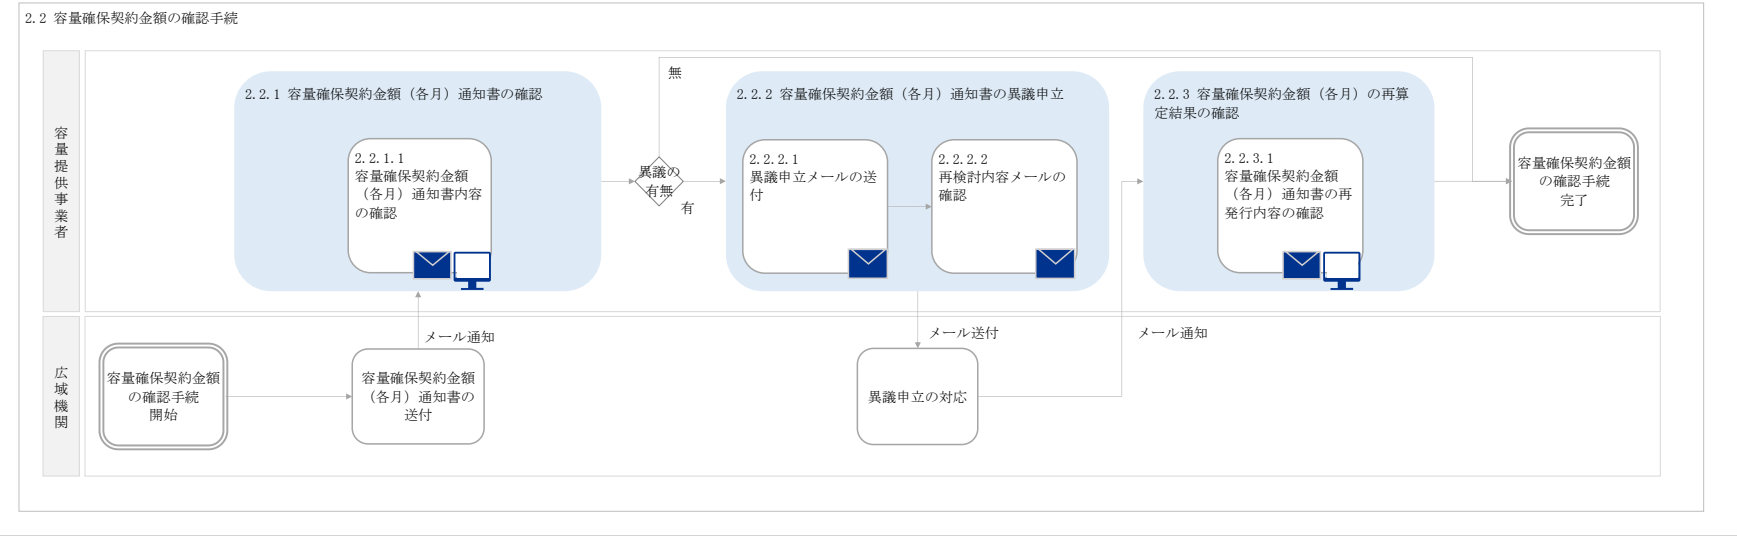 2.2 容量確保契約金額の確認手続
容量提供事業者
2.2.1 容量確保契約金額（各月）通知書の確認
2.2.1.1
容量確保契約金額
（各月）通知書内容
の確認
無
異議の
有無
有
2.2.2 容量確保契約金額（各月）通知書の異議申立
2.2.2.1
異議申立メールの送
付
2.2.2.2
再検討内容メールの
確認
2.2.3 容量確保契約金額（各月）の再算
定結果の確認
2.2.3.1
容量確保契約金額
（各月）通知書の再
発行内容の確認
容量確保契約金額
の確認手続
完了
広域機関
容量確保契約金額
の確認手続
開始
メール通知
容量確保契約金額
（各月）通知書の
送付
メール送付
異議申立の対応
メール通知